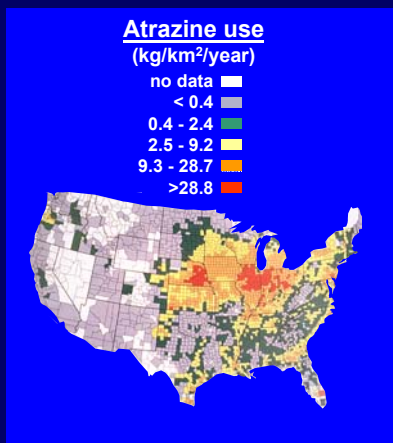 Atrazine use
(kg/km²/year)
no data
< 0.4
0.4 - 2.4
2.5 - 9.2
9.3 - 28.7
>28.8